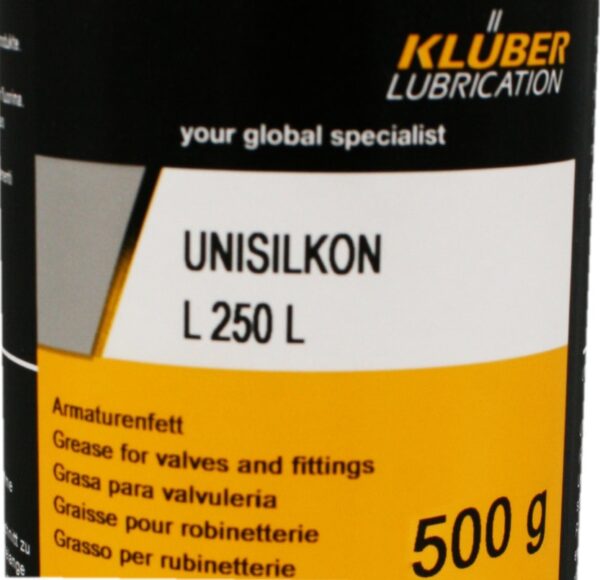 KLÜBER
LUBRICATION
your global specialist
UNISILKON
L 250 L
Armaturenfett
Grease for valves and fittings
Grasa para valvuleria
Graisse pour robinetterie
Grasso per rubinetterie
500 g